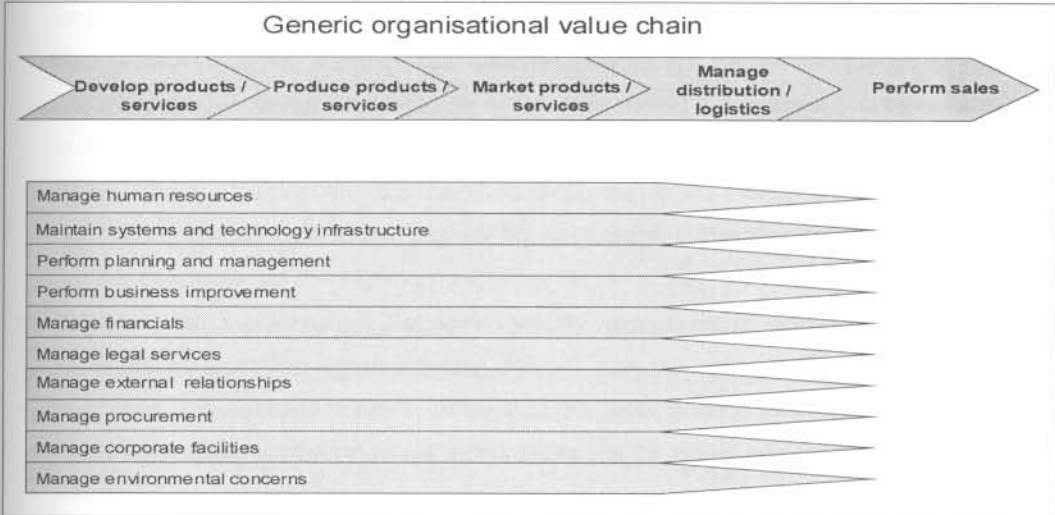 Generic organisational value chain
Develop products /
services
Produce products /
services
Market products /
services
Manage
distribution /
logistics
Perform sales
Manage human resources
Maintain systems and technology infrastructure
Perform planning and management
Perform business improvement
Manage financials
Manage legal services
Manage external relationships
Manage procurement
Manage corporate facilities
Manage environmental concerns